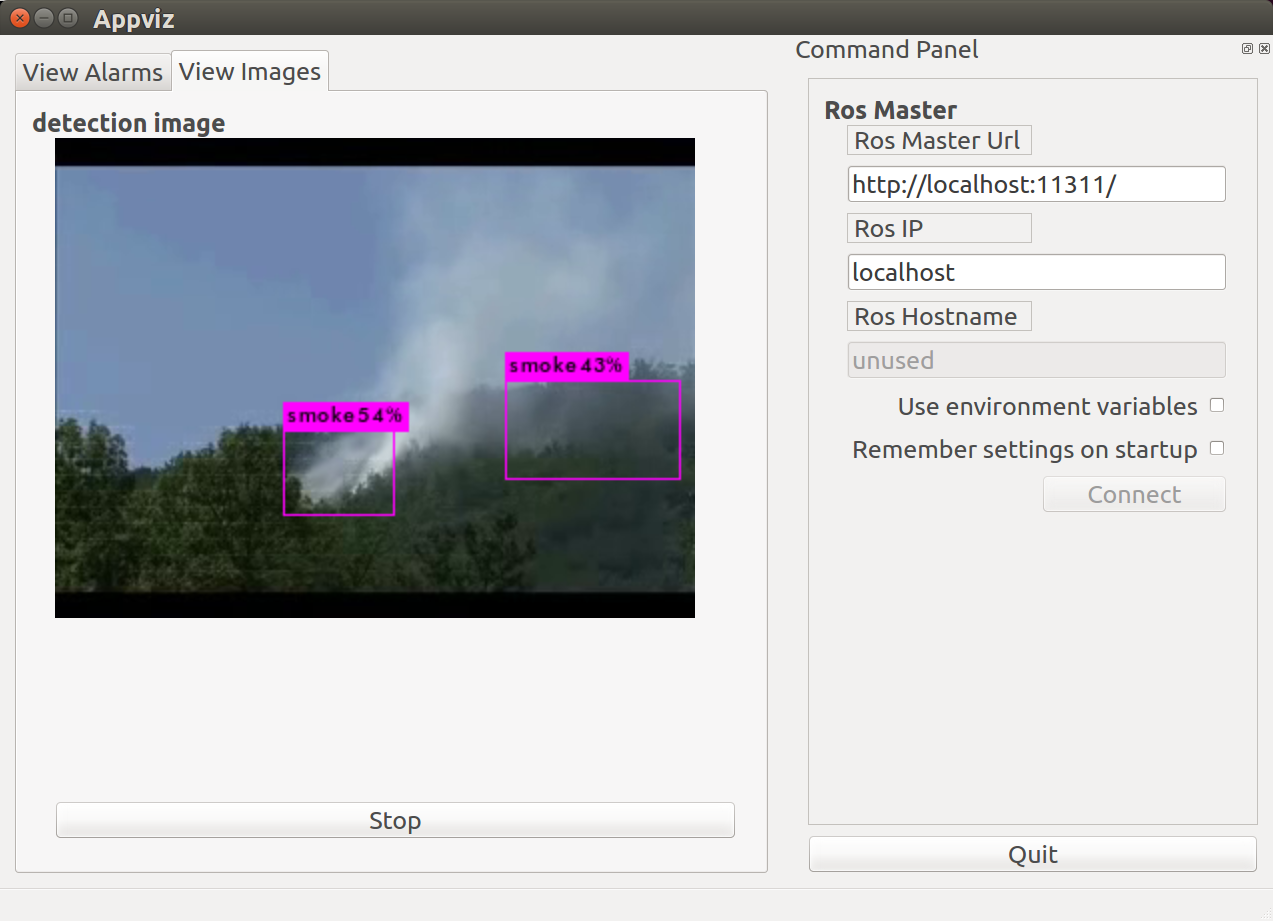 Appviz
View Alarms
View Images
detection image
smoke 54%
smoke 43%
Stop
Command Panel
Ros Master
Ros Master Url
http://localhost:11311/
Ros IP
localhost
Ros Hostname
unused
Use environment variables
Remember settings on startup
Connect
Quit